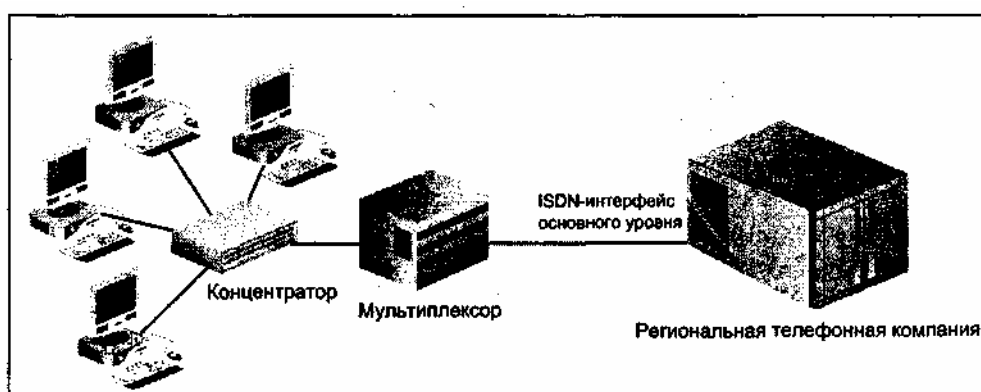 ISDN-интерфейс
основного уровня
Концентратор
Мультиплексор
Региональная телефонная компания